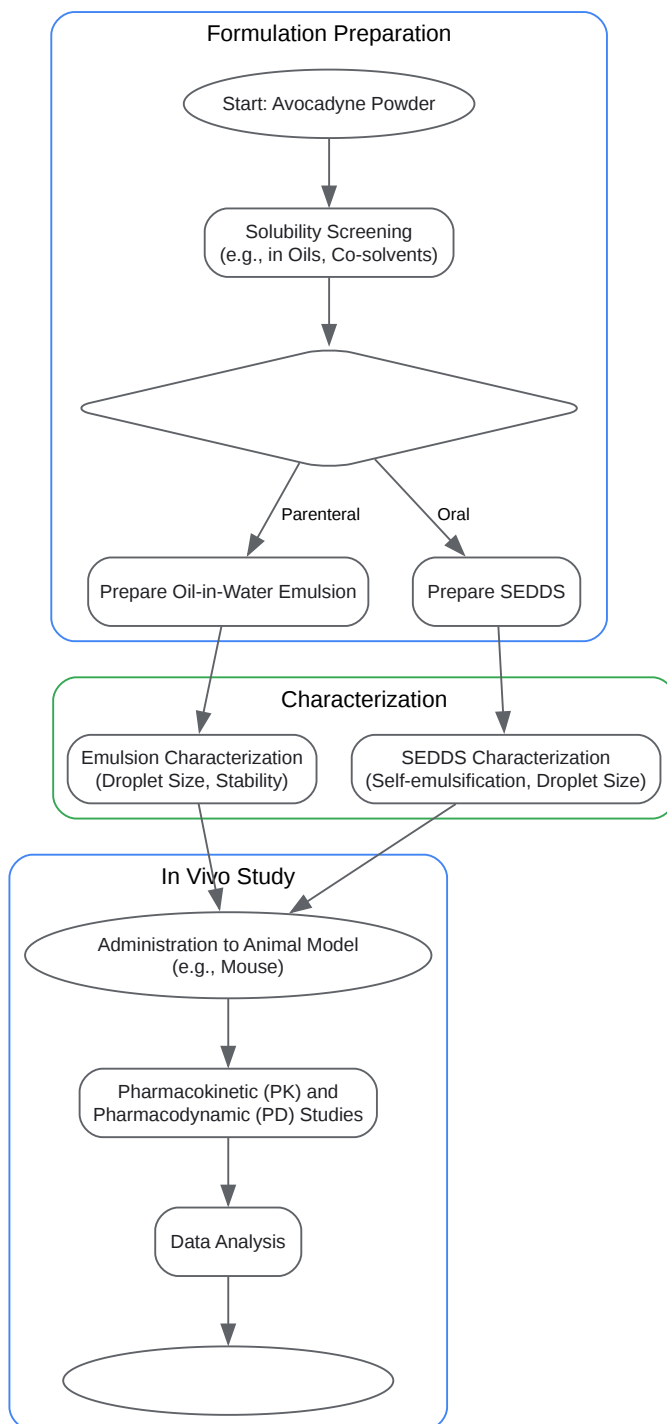 Formulation Preparation
Start: Avocadyne Powder
Solubility Screening
(e.g., in Oils, Co-solvents)
Parenteral
Oral
Prepare Oil-in-Water Emulsion
Prepare SEDDS
Characterization
Emulsion Characterization
(Droplet Size, Stability)
SEDDS Characterization
(Self-emulsification, Droplet Size)
In Vivo Study
Administration to Animal Model
(e.g., Mouse)
Pharmacokinetic (PK) and
Pharmacodynamic (PD) Studies
Data Analysis